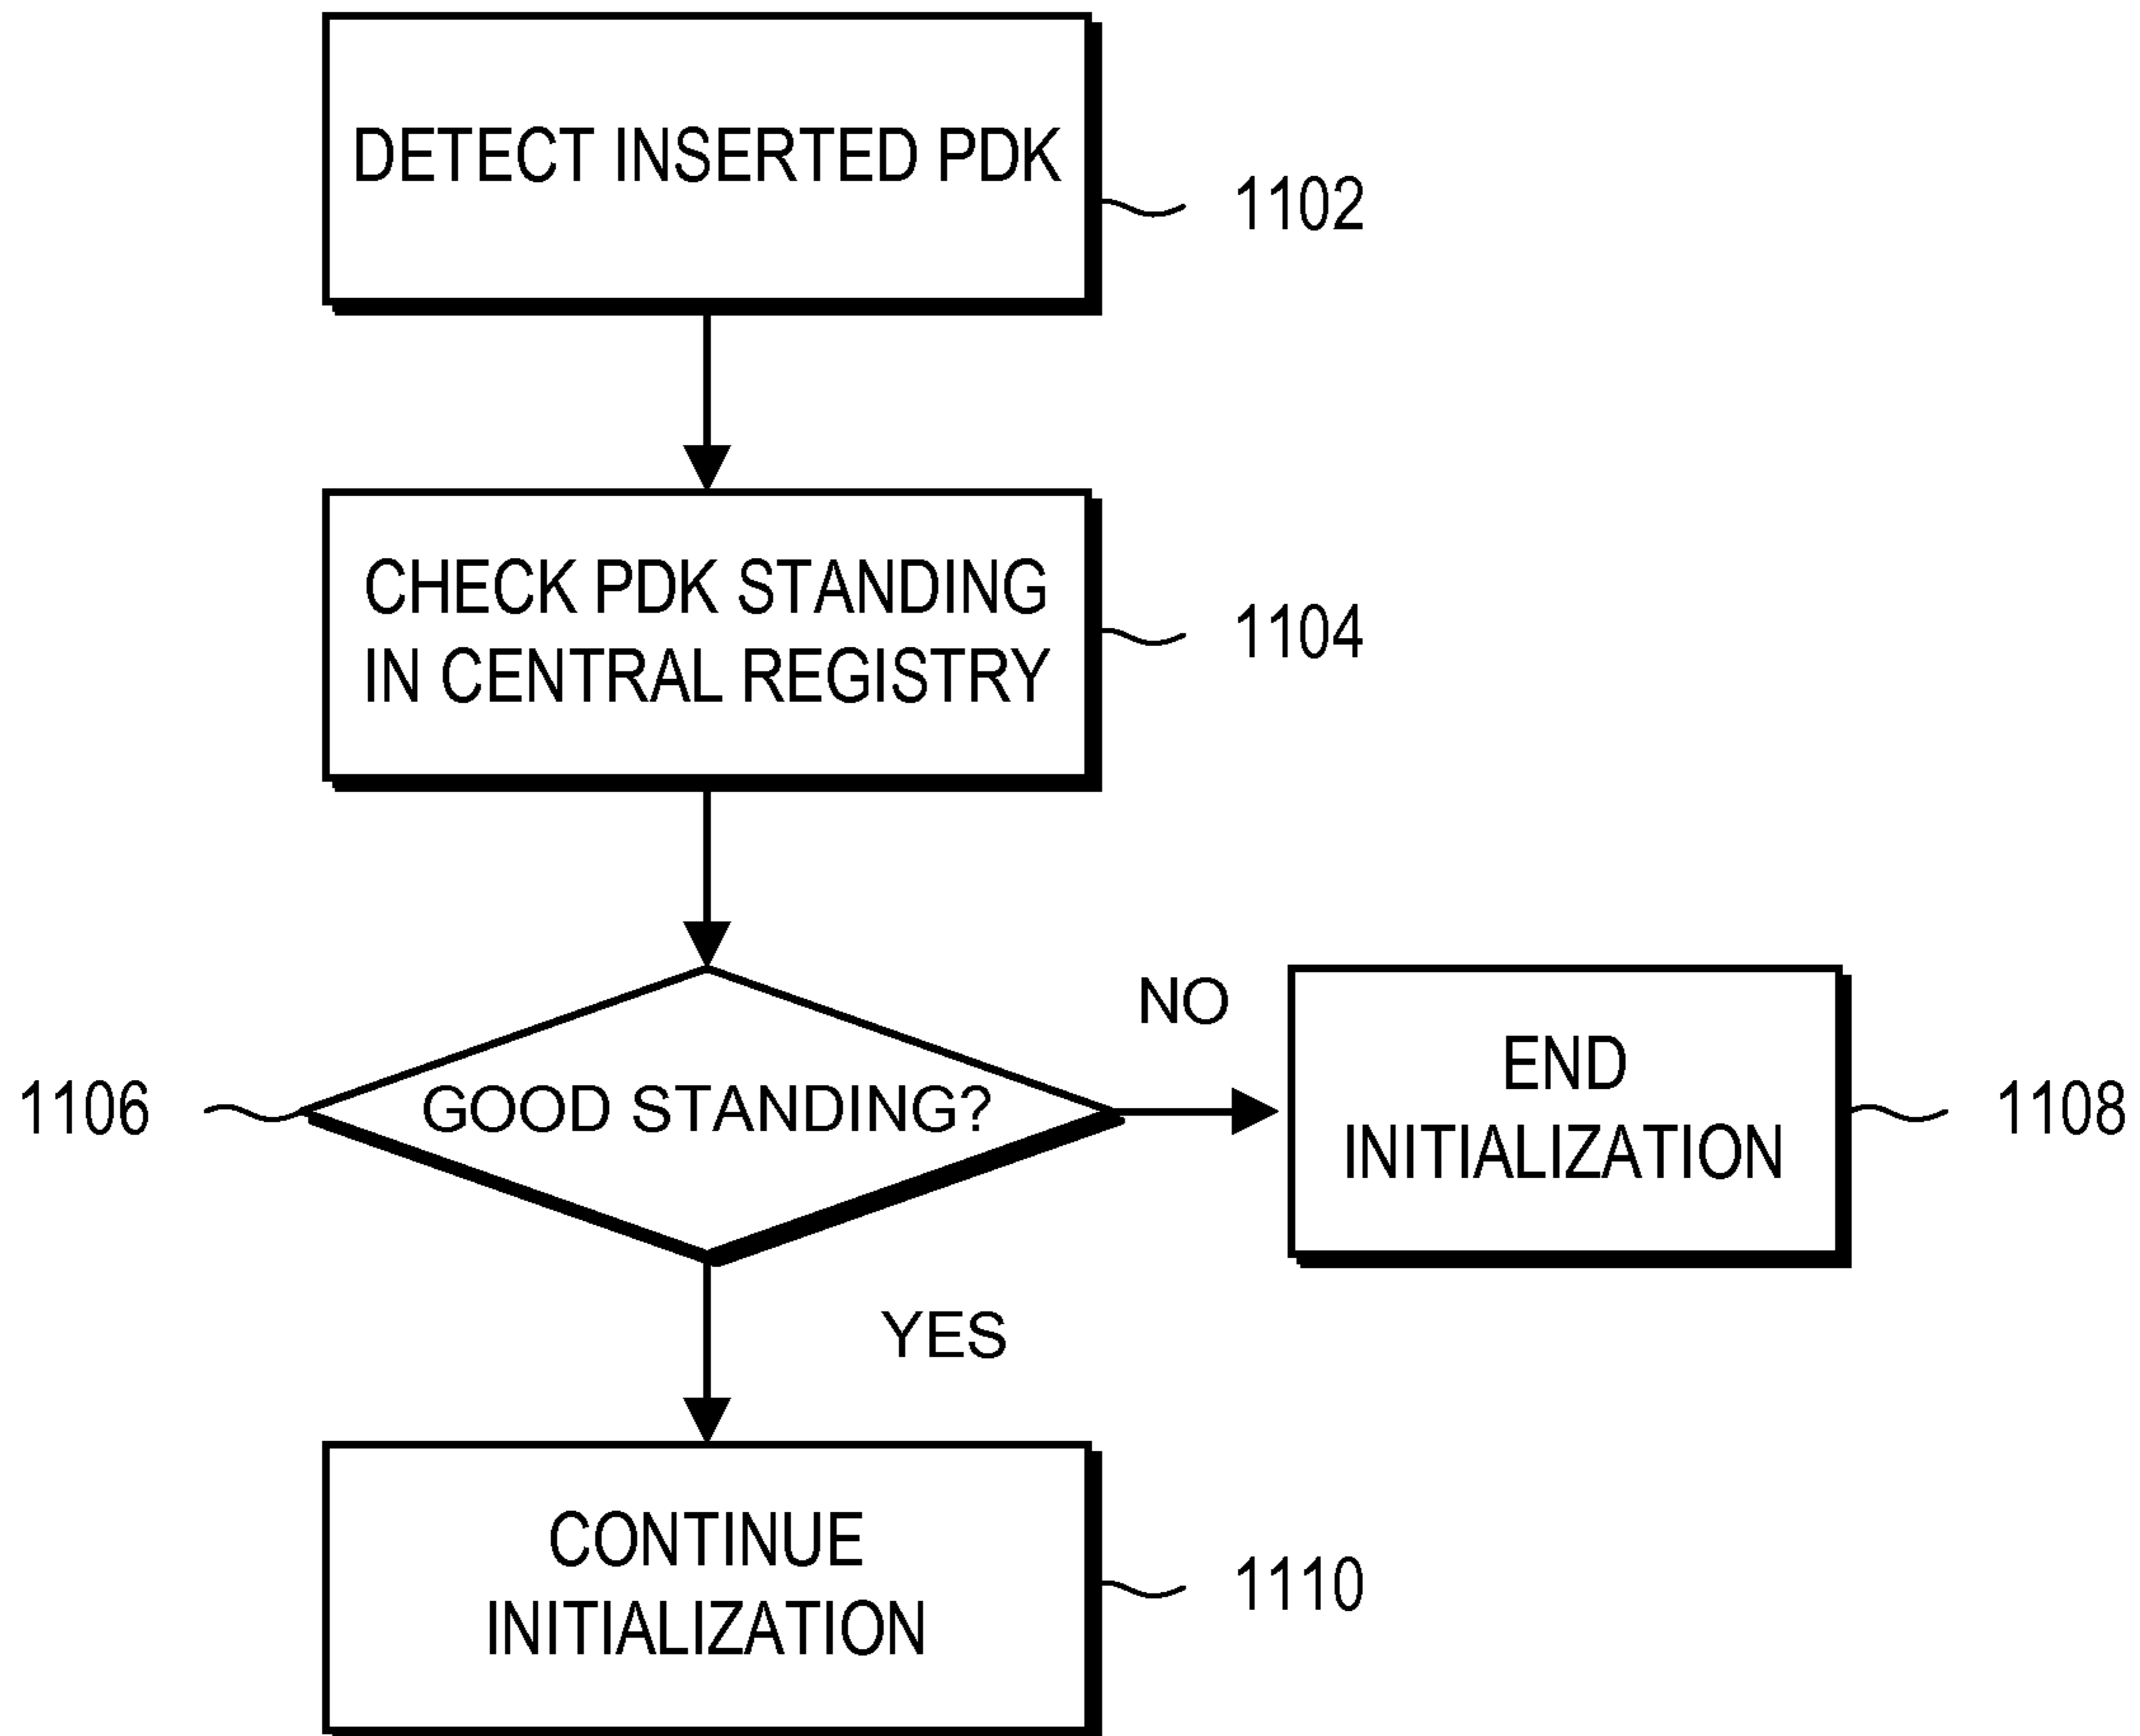 DETECT INSERTED PDK
1102
CHECK PDK STANDING
IN CENTRAL REGISTRY
1104
1106
GOOD STANDING?
NO
END
INITIALIZATION
1108
YES
CONTINUE
INITIALIZATION
1110